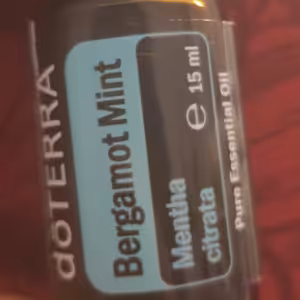 dōTERRA
Bergamot Mint
Mentha
citrata
e 15 ml
Pure Essential Oil